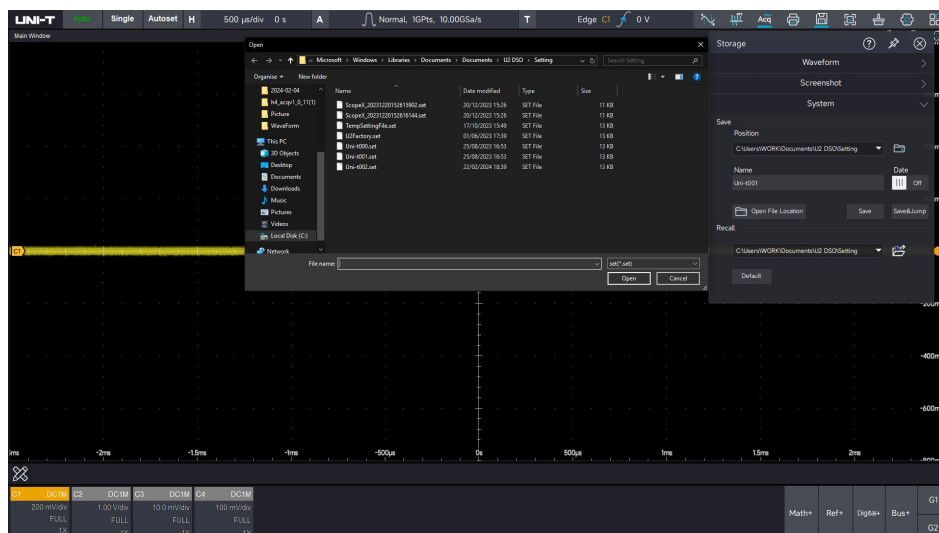 UNI-T Auto Single Autoset H 500 μs/div 0 s A Normal, 1GPts, 10.00GSa/s T Edge C1 0 V Acq
Main Window
Open
Microsoft › Windows › Libraries › Documents › Documents › U2 DSO › Setting
Search Setting
Organise New folder
2024-02-04
h4_acqv1_0_11(1)
Picture
WaveForm
This PC
3D Objects
Desktop
Documents
Downloads
Music
Pictures
Videos
Local Disk (C:)
Network
Name Date modified Type Size
ScopeX_20231220152615902.set 20/12/2023 15:26 SET File 11 KB
ScopeX_20231220152616144.set 20/12/2023 15:26 SET File 11 KB
TempSettingFile.set 17/10/2023 15:49 SET File 13 KB
U2Factory.set 01/06/2023 17:39 SET File 13 KB
Uni-t000.set 25/08/2023 16:53 SET File 13 KB
Uni-t001.set 25/08/2023 16:53 SET File 13 KB
Uni-t002.set 22/02/2024 18:39 SET File 13 KB
File name: set(*.set)
Open Cancel
Storage
Waveform
Screenshot
System
Save
Position
C:\Users\WORK\Documents\U2 DSO\Setting
Name Date
Uni-t001 Off
Open File Location Save Save&Jump
Recall
C:\Users\WORK\Documents\U2 DSO\Setting
Default
C1
-200m
-400m
-600m
-2ms -1.5ms -1ms -500μs 0s 500μs 1ms 1.5ms 2ms
C1 DC1M C2 DC1M C3 DC1M C4 DC1M
200 mV/div 1.00 V/div 10.0 mV/div 100 mV/div
FULL FULL FULL FULL
1X 1X 1X 1X
Math+ Ref+ Digital+ Bus+
G1
G2